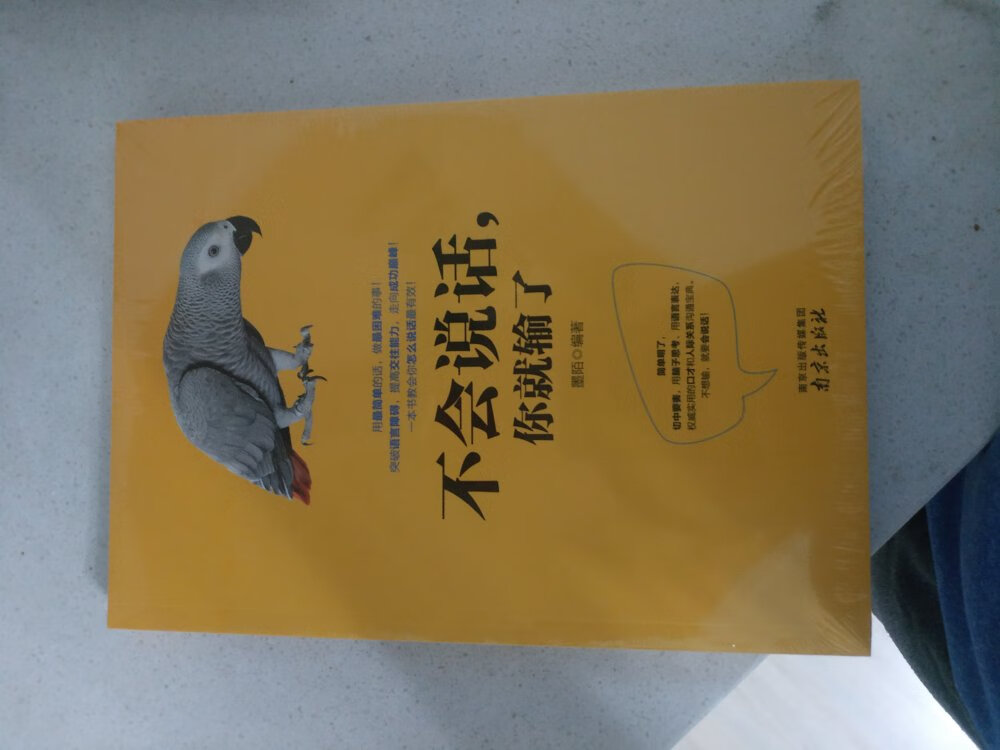 用最简单的话，做最困难的事！
突破语言障碍，提高交往能力，走向成功巅峰！
一本书教会你怎么说话最有效！
不会说话，
你就输了
墨陌◎编著
简单明了，
切中要害，用脑子思考，用语言表达，
权威实用的口才和人际关系沟通宝典。
不想输，就要会说话！
南京出版传媒集团
南京出版社